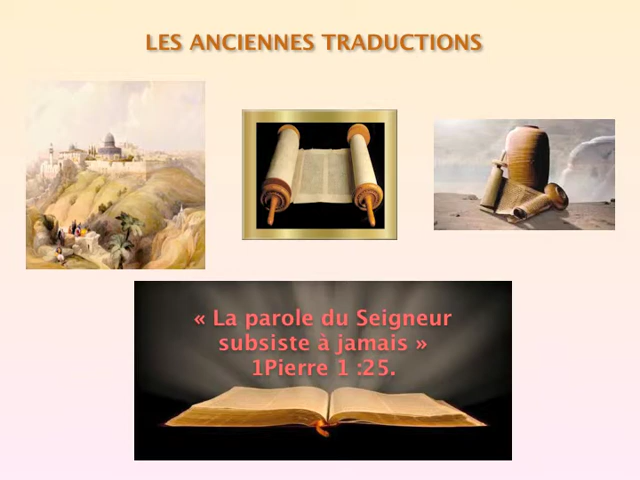 LES ANCIENNES TRADUCTIONS
« La parole du Seigneur
subsiste à jamais »
1Pierre 1 :25.